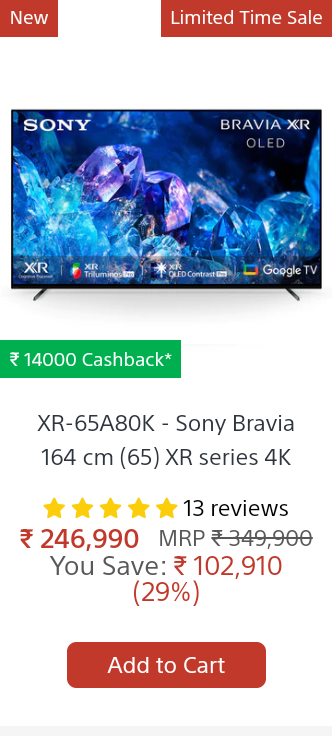 New
Limited Time Sale
SONY
BRAVIA XR
OLED
XR
XR
Triluminos Pro
XR
OLED Contrast Pro
Google TV
₹ 14000 Cashback*
XR-65A80K - Sony Bravia
164 cm (65) XR series 4K
13 reviews
₹ 246,990 MRP ₹ 349,900
You Save: ₹ 102,910
(29%)
Add to Cart